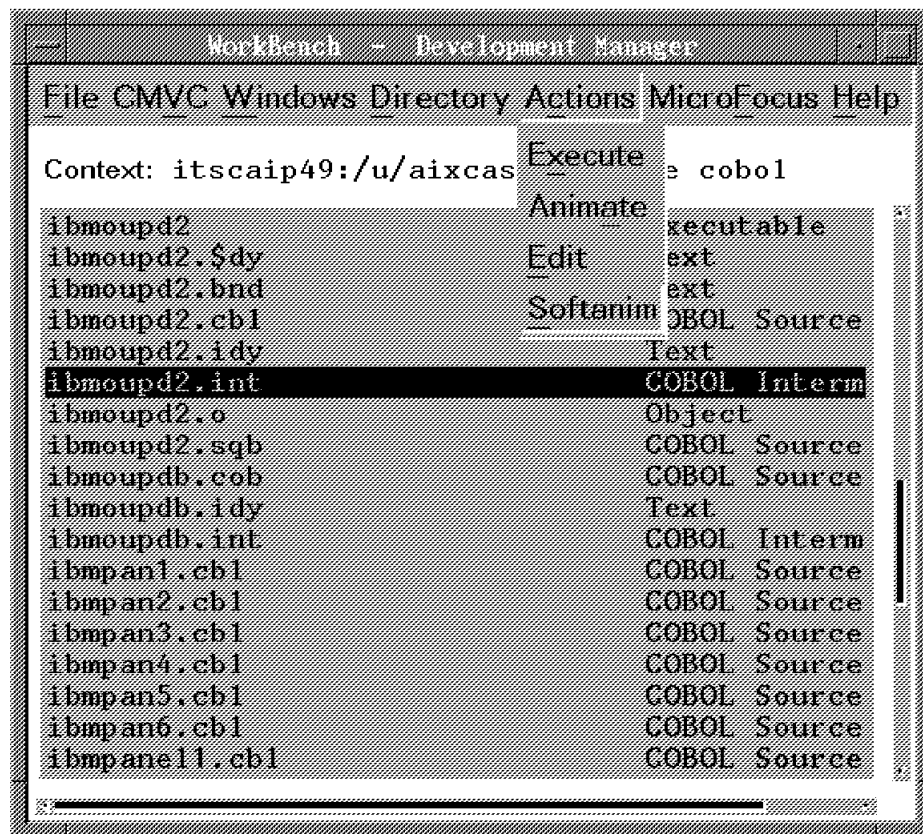 WorkBench - Development Manager
File CMVC Windows Directory Actions MicroFocus Help
Context: itscaip49:/u/aixcas e cobol
Execute
Animate
Edit
Softanim
ibmoupd2 xecutable
ibmoupd2.$dy ext
ibmoupd2.bnd ext
ibmoupd2.cbl OBOL Source
ibmoupd2.idy Text
ibmoupd2.int COBOL Interm
ibmoupd2.o Object
ibmoupd2.sqb COBOL Source
ibmoupdb.cob COBOL Source
ibmoupdb.idy Text
ibmoupdb.int COBOL Interm
ibmpan1.cbl COBOL Source
ibmpan2.cbl COBOL Source
ibmpan3.cbl COBOL Source
ibmpan4.cbl COBOL Source
ibmpan5.cbl COBOL Source
ibmpan6.cbl COBOL Source
ibmpanel1.cbl COBOL Source